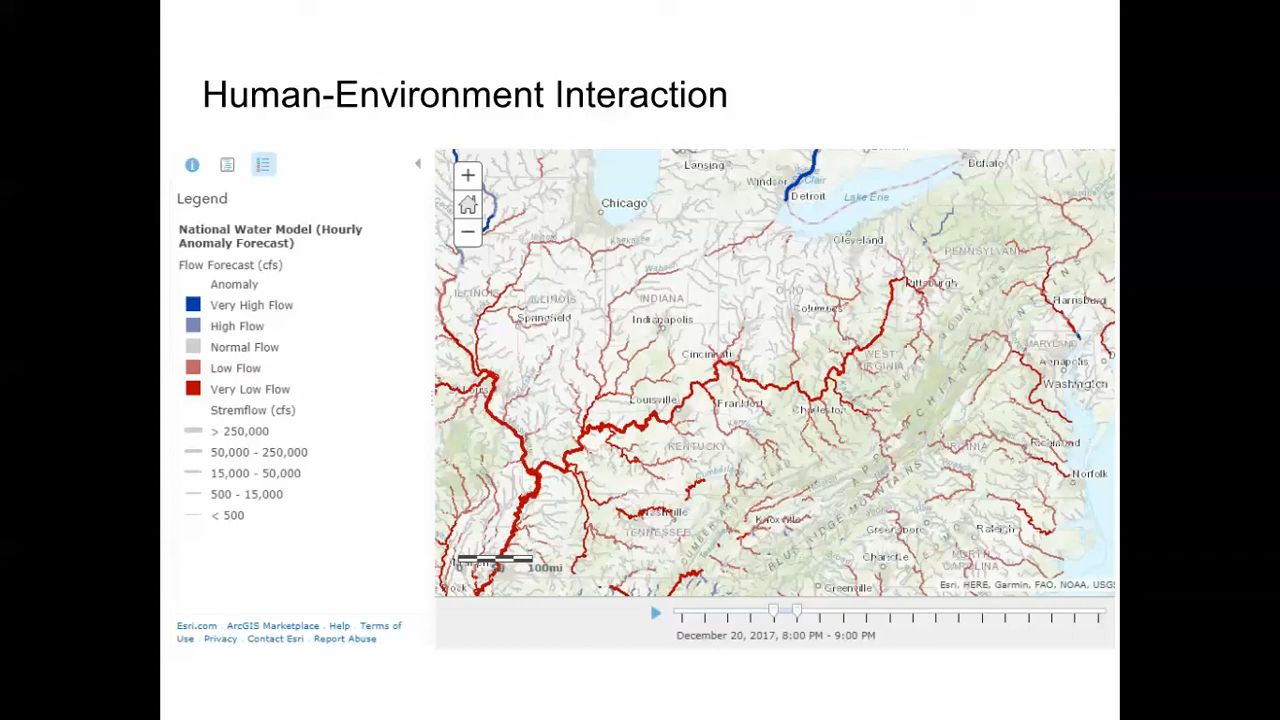 Human-Environment Interaction
Legend
National Water Model (Hourly
Anomaly Forecast)
Flow Forecast (cfs)
Anomaly
Very High Flow
High Flow
Normal Flow
Low Flow
Very Low Flow
Stremflow (cfs)
> 250,000
50,000 - 250,000
15,000 - 50,000
500 - 15,000
< 500
Esri.com . ArcGIS Marketplace . Help . Terms of
Use . Privacy . Contact Esri . Report Abuse
+
−
Lansing
Buffalo
Windsor
Detroit
Lake Erie
Chicago
Cleveland
PENNSYLVANIA
Wabash
Pittsburgh
ILLINOIS
INDIANA
OHIO
Harrisburg
Springfield
Indianapolis
Columbus
MARYLAND
Cincinnati
WEST
VIRGINIA
Annapolis
Washington
Louisville
Frankfort
Charleston
KENTUCKY
VIRGINIA
Richmond
Norfolk
Cumberland
Nashville
TENNESSEE
Knoxville
BLUE RIDGE MOUNTAINS
Greensboro
Raleigh
Charlotte
NORTH
CAROLINA
Greenville
100mi
Esri, HERE, Garmin, FAO, NOAA, USG
December 20, 2017, 8:00 PM - 9:00 PM